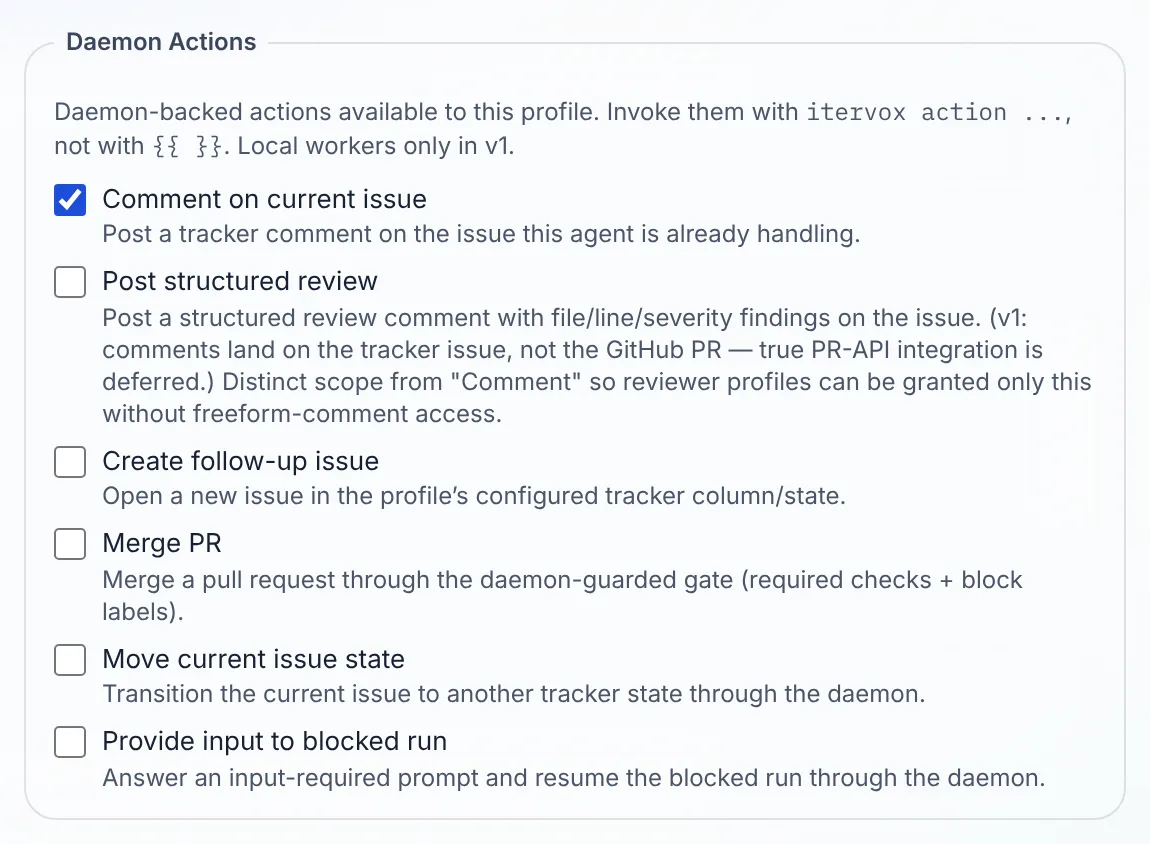 Daemon Actions
Daemon-backed actions available to this profile. Invoke them with itervox action ...,
not with {{ }}. Local workers only in v1.
Comment on current issue
Post a tracker comment on the issue this agent is already handling.
Post structured review
Post a structured review comment with file/line/severity findings on the issue. (v1:
comments land on the tracker issue, not the GitHub PR — true PR-API integration is
deferred.) Distinct scope from "Comment" so reviewer profiles can be granted only this
without freeform-comment access.
Create follow-up issue
Open a new issue in the profile’s configured tracker column/state.
Merge PR
Merge a pull request through the daemon-guarded gate (required checks + block
labels).
Move current issue state
Transition the current issue to another tracker state through the daemon.
Provide input to blocked run
Answer an input-required prompt and resume the blocked run through the daemon.